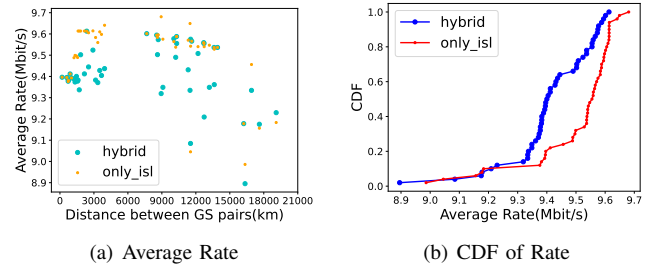 9.7
9.6
9.5
9.4
9.3
9.2
9.1
9.0
8.9
Average Rate(Mbit/s)
hybrid
only_isl
0 3000 6000 9000 12000 15000 18000 21000
Distance between GS pairs(km)
(a) Average Rate
1.0
0.8
0.6
0.4
0.2
0.0
CDF
hybrid
only_isl
8.9 9.0 9.1 9.2 9.3 9.4 9.5 9.6 9.7
Average Rate(Mbit/s)
(b) CDF of Rate